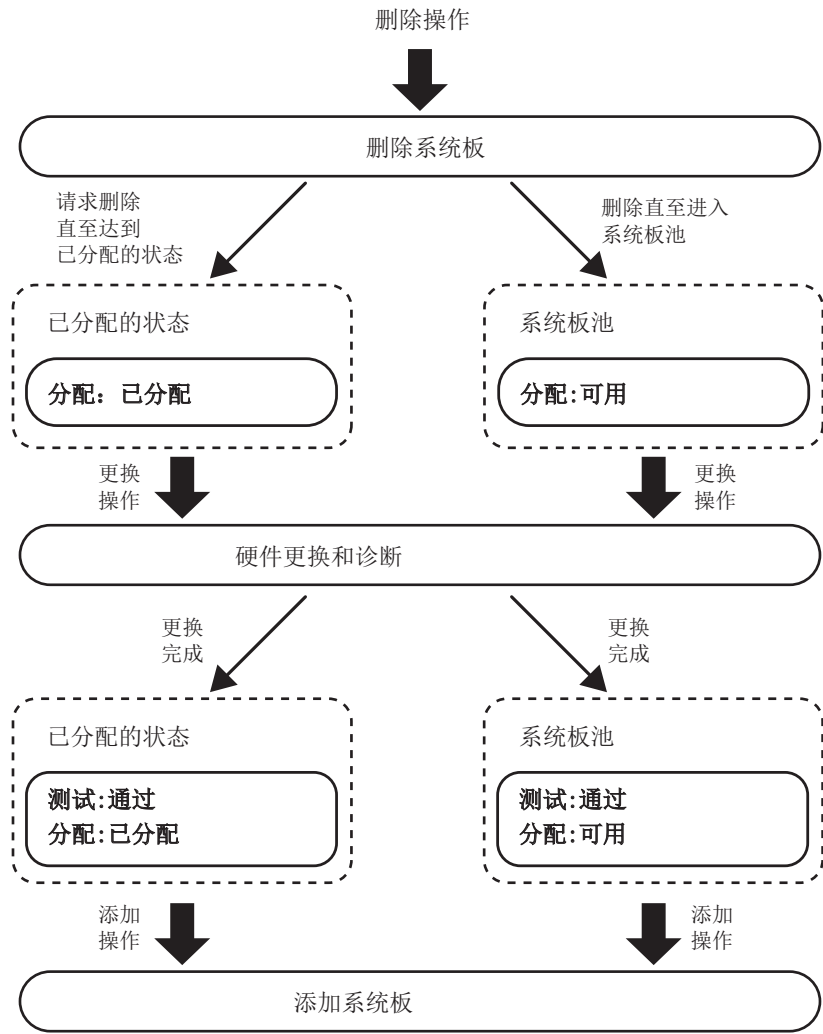 删除操作
删除系统板
请求删除
直至达到
已分配的状态
删除直至进入
系统板池
已分配的状态
分配：已分配
系统板池
分配:可用
更换
操作
更换
操作
硬件更换和诊断
更换
完成
更换
完成
已分配的状态
测试:通过
分配:已分配
系统板池
测试:通过
分配:可用
添加
操作
添加
操作
添加系统板